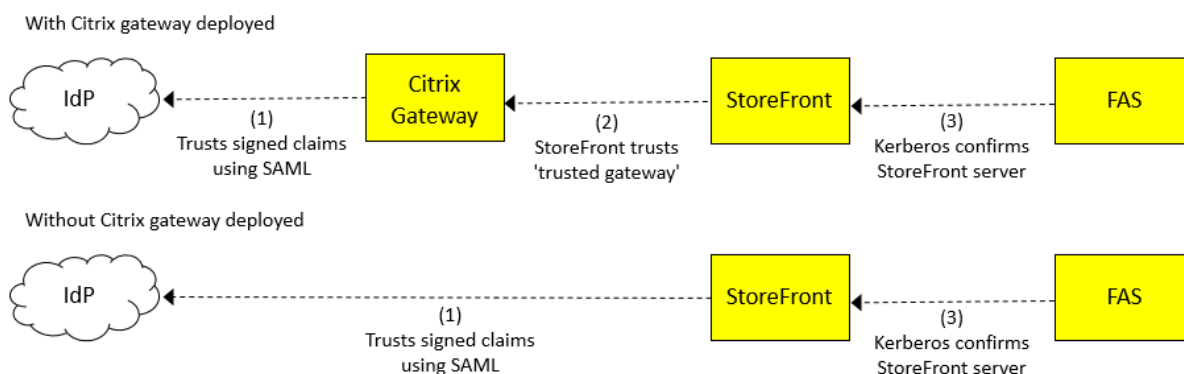 With Citrix gateway deployed
IdP
Citrix
Gateway
StoreFront
FAS
(1)
Trusts signed claims
using SAML
(2)
StoreFront trusts
'trusted gateway'
(3)
Kerberos confirms
StoreFront server
Without Citrix gateway deployed
IdP
StoreFront
FAS
(1)
Trusts signed claims
using SAML
(3)
Kerberos confirms
StoreFront server